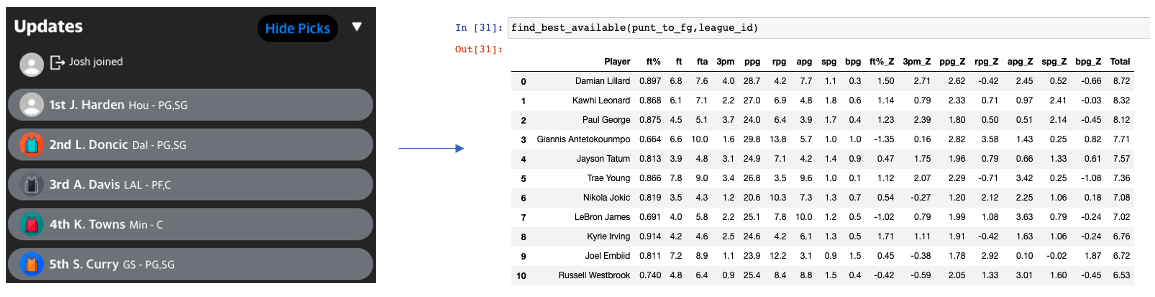 Updates
Hide Picks ▼
Josh joined
1st J. Harden Hou - PG,SG
2nd L. Doncic Dal - PG,SG
3rd A. Davis LAL - PF,C
4th K. Towns Min - C
5th S. Curry GS - PG,SG
In [31]: find_best_available(punt_to_fg,league_id)
Out[31]:
Player ft% ft fta 3pm ppg rpg apg spg bpg ft%_Z 3pm_Z ppg_Z rpg_Z apg_Z spg_Z bpg_Z Total
0 Damian Lillard 0.897 6.8 7.6 4.0 28.7 4.2 7.7 1.1 0.3 1.50 2.71 2.62 -0.42 2.45 0.52 -0.66 8.72
1 Kawhi Leonard 0.868 6.1 7.1 2.2 27.0 6.9 4.8 1.8 0.6 1.14 0.79 2.33 0.71 0.97 2.41 -0.03 8.32
2 Paul George 0.875 4.5 5.1 3.7 24.0 6.4 3.9 1.7 0.4 1.23 2.39 1.80 0.50 0.51 2.14 -0.45 8.12
3 Giannis Antetokounmpo 0.664 6.6 10.0 1.6 29.8 13.8 5.7 1.0 1.0 -1.35 0.16 2.82 3.58 1.43 0.25 0.82 7.71
4 Jayson Tatum 0.813 3.9 4.8 3.1 24.9 7.1 4.2 1.4 0.9 0.47 1.75 1.96 0.79 0.66 1.33 0.61 7.57
5 Trae Young 0.866 7.8 9.0 3.4 26.8 3.5 9.6 1.0 0.1 1.12 2.07 2.29 -0.71 3.42 0.25 -1.08 7.36
6 Nikola Jokic 0.819 3.5 4.3 1.2 20.6 10.3 7.3 1.3 0.7 0.54 -0.27 1.20 2.12 2.25 1.06 0.18 7.08
7 LeBron James 0.691 4.0 5.8 2.2 25.1 7.8 10.0 1.2 0.5 -1.02 0.79 1.99 1.08 3.63 0.79 -0.24 7.02
8 Kyrie Irving 0.914 4.2 4.6 2.5 24.6 4.2 6.1 1.3 0.5 1.71 1.11 1.91 -0.42 1.63 1.06 -0.24 6.76
9 Joel Embiid 0.811 7.2 8.9 1.1 23.9 12.2 3.1 0.9 1.5 0.45 -0.38 1.78 2.92 0.10 -0.02 1.87 6.72
10 Russell Westbrook 0.740 4.8 6.4 0.9 25.4 8.4 8.8 1.5 0.4 -0.42 -0.59 2.05 1.33 3.01 1.60 -0.45 6.53